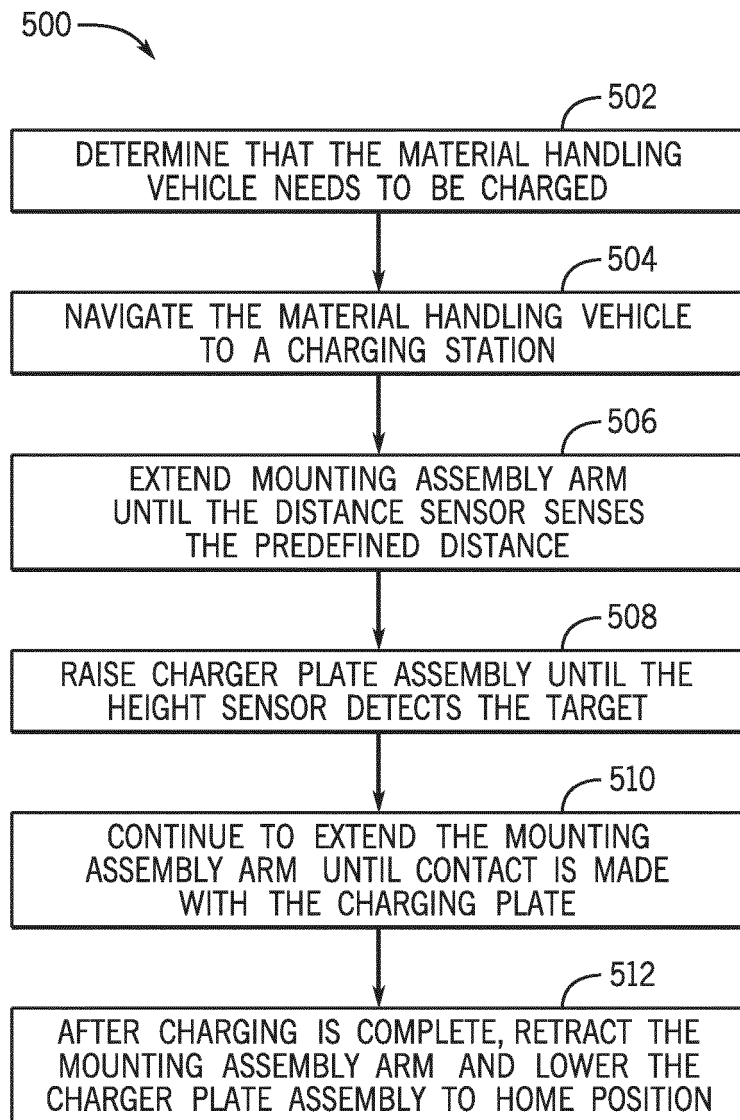 500
502
DETERMINE THAT THE MATERIAL HANDLING
VEHICLE NEEDS TO BE CHARGED
504
NAVIGATE THE MATERIAL HANDLING VEHICLE
TO A CHARGING STATION
506
EXTEND MOUNTING ASSEMBLY ARM
UNTIL THE DISTANCE SENSOR SENSES
THE PREDEFINED DISTANCE
508
RAISE CHARGER PLATE ASSEMBLY UNTIL THE
HEIGHT SENSOR DETECTS THE TARGET
510
CONTINUE TO EXTEND THE MOUNTING
ASSEMBLY ARM UNTIL CONTACT IS MADE
WITH THE CHARGING PLATE
512
AFTER CHARGING IS COMPLETE, RETRACT THE
MOUNTING ASSEMBLY ARM AND LOWER THE
CHARGER PLATE ASSEMBLY TO HOME POSITION